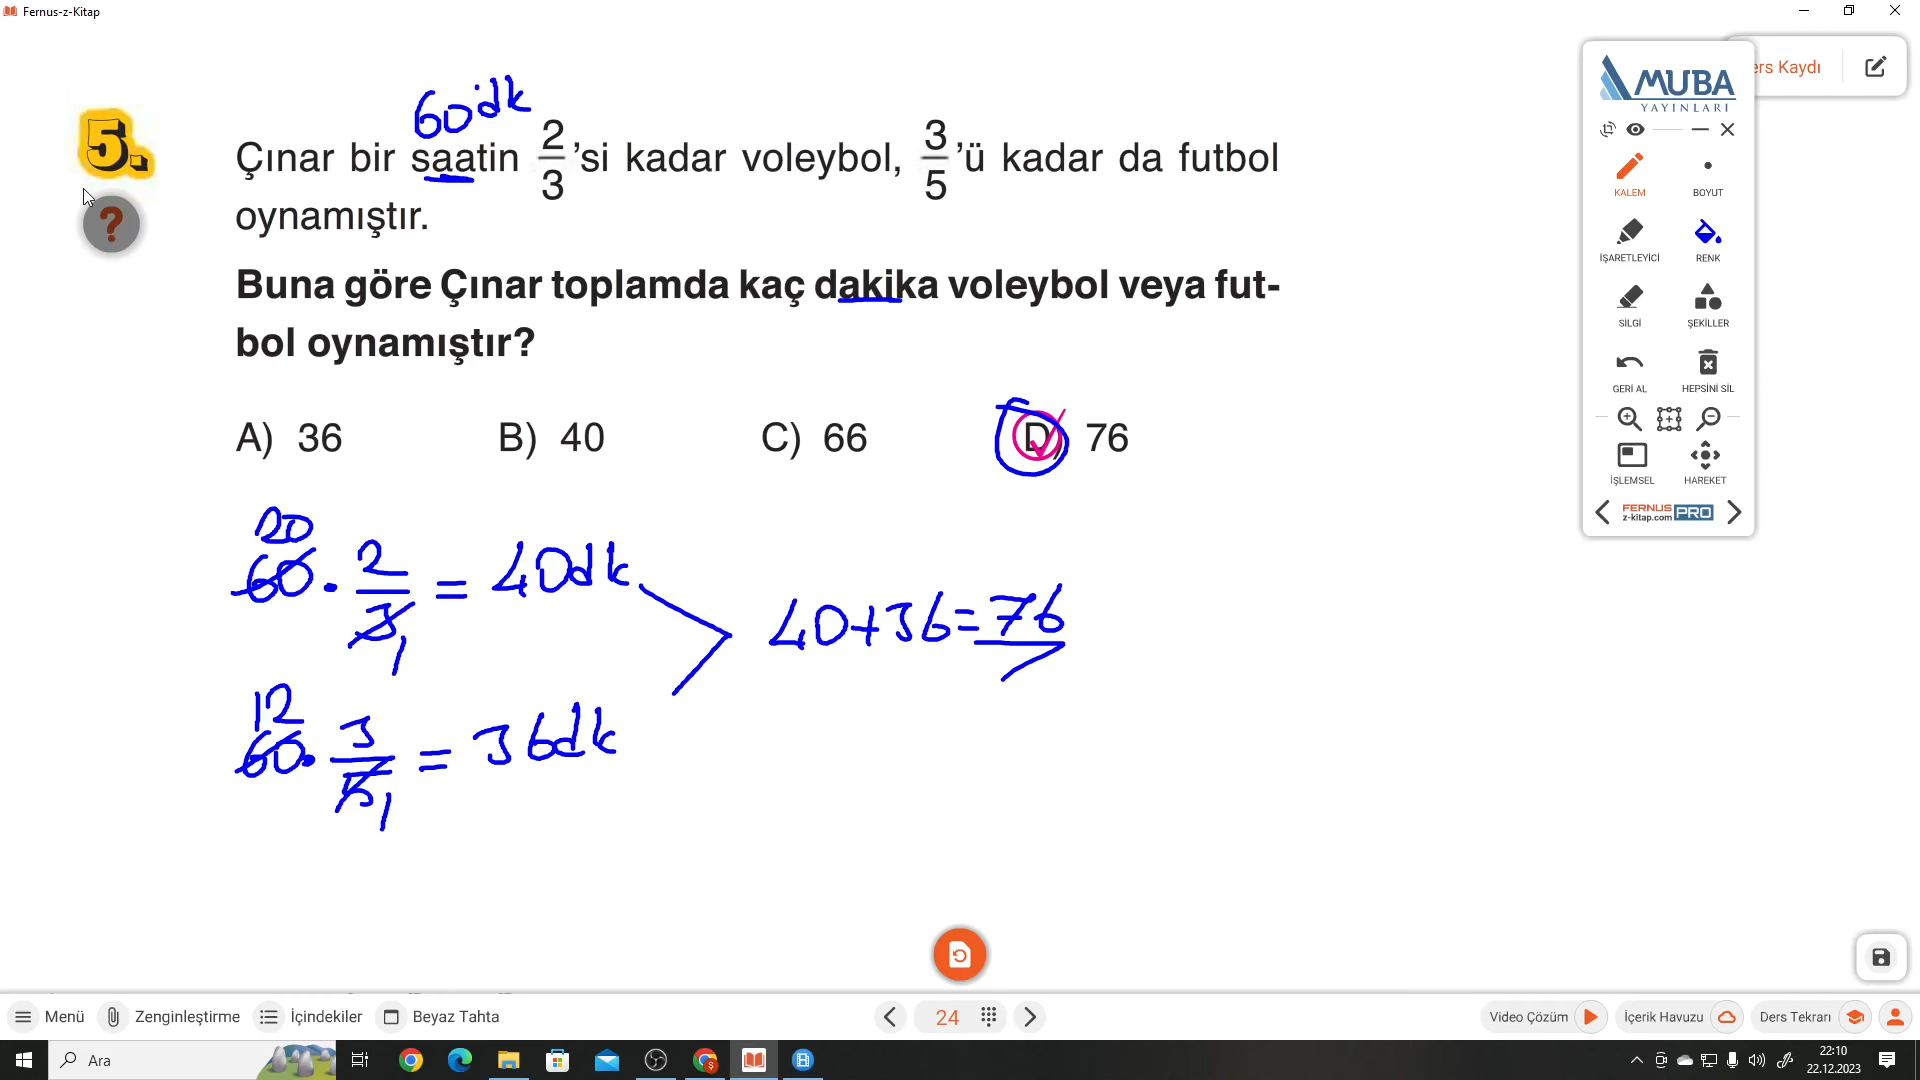 Fernus-z-Kitap
MUBA
YAYINLARI
ers Kaydı
KALEM
BOYUT
İŞARETLEYİCİ
RENK
SİLGİ
ŞEKİLLER
GERİ AL
HEPSİNİ SİL
İŞLEMSEL
HAREKET
FERNUS
z-kitap.com PRO
60 dk
5.
Çınar bir saatin 2/3'si kadar voleybol, 3/5'ü kadar da futbol
oynamıştır.
?
Buna göre Çınar toplamda kaç dakika voleybol veya fut-
bol oynamıştır?
A) 36 B) 40 C) 66 D) 76
20
60 · 2/3 = 40dk
1
40+36=76
12
60 · 3/5 = 36dk
1
Menü Zenginleştirme İçindekiler Beyaz Tahta 24 Video Çözüm İçerik Havuzu Ders Tekrarı
Ara
22:10
22.12.2023